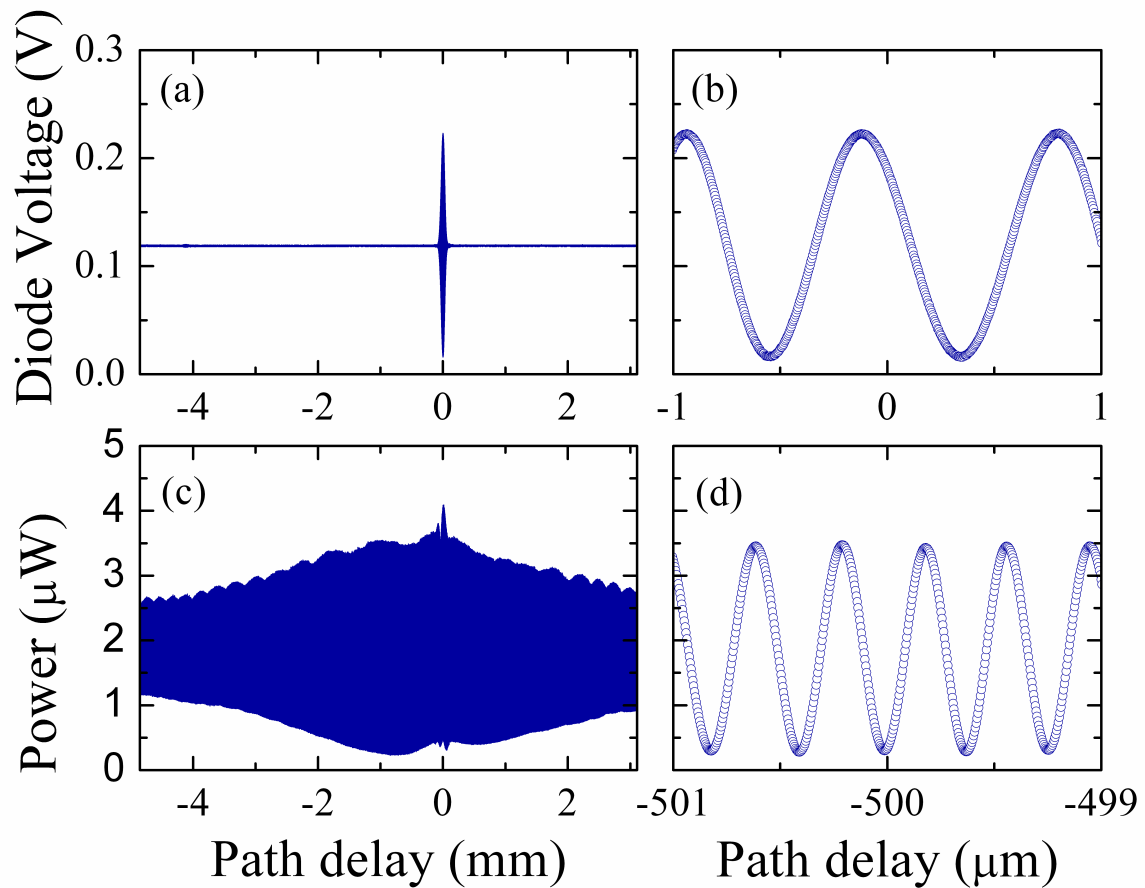 Diode Voltage (V)
0.3
0.2
0.1
0.0
(a)
-4 -2 0 2
(b)
-1 0 1
Power (μW)
5
4
3
2
1
0
(c)
-4 -2 0 2
Path delay (mm)
(d)
-501 -500 -499
Path delay (μm)